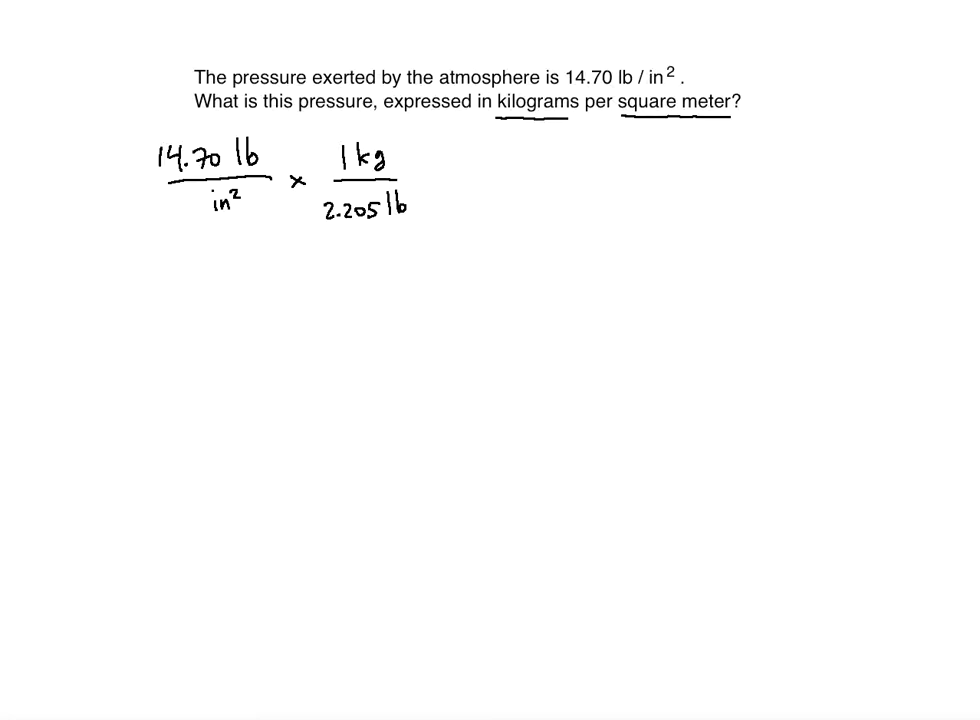 The pressure exerted by the atmosphere is 14.70 lb / in².
What is this pressure, expressed in kilograms per square meter?
14.70 lb / in² × 1 kg / 2.205 lb